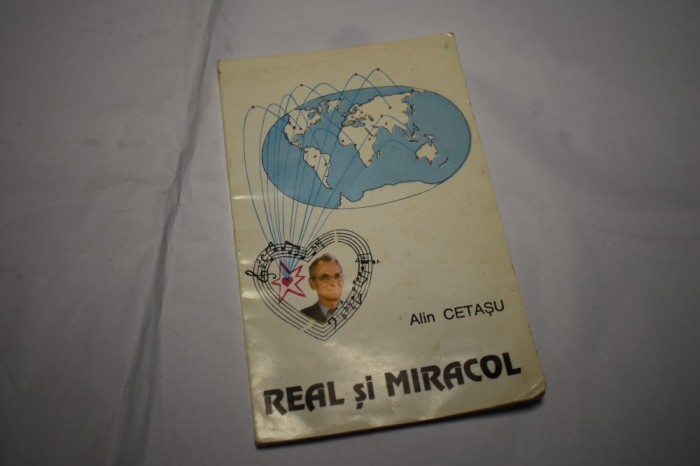 Alin CETAȘU
REAL și MIRACOL